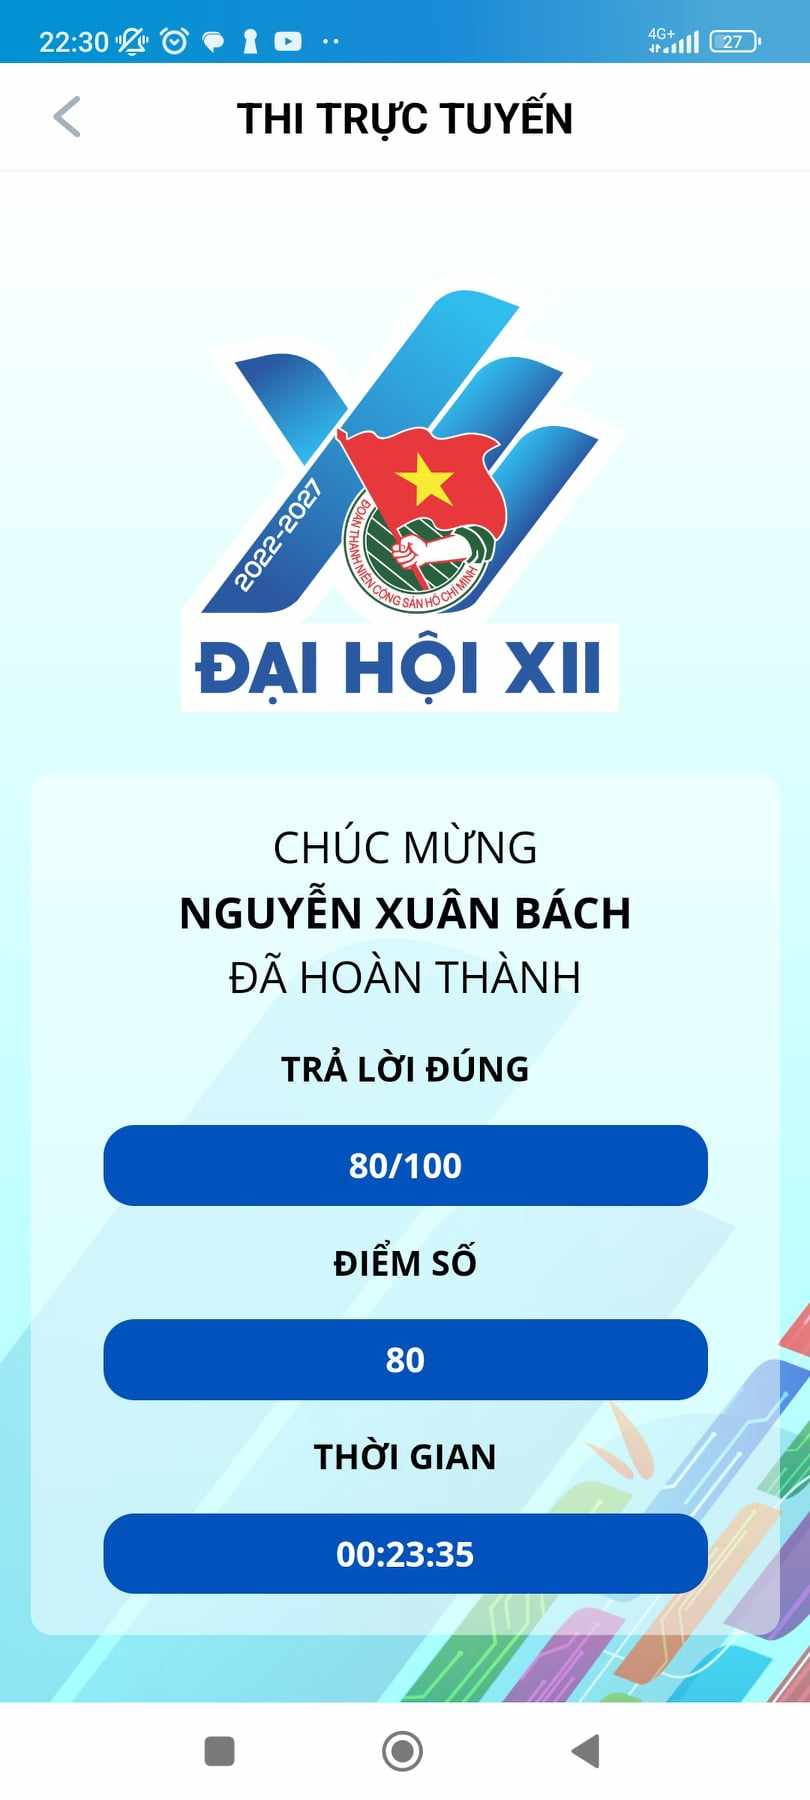 22:30
4G+
27
THI TRỰC TUYẾN
2022-2027
ĐOÀN THANH NIÊN CỘNG SẢN HỒ CHÍ MINH
ĐẠI HỘI XII
CHÚC MỪNG
NGUYỄN XUÂN BÁCH
ĐÃ HOÀN THÀNH
TRẢ LỜI ĐÚNG
80/100
ĐIỂM SỐ
80
THỜI GIAN
00:23:35